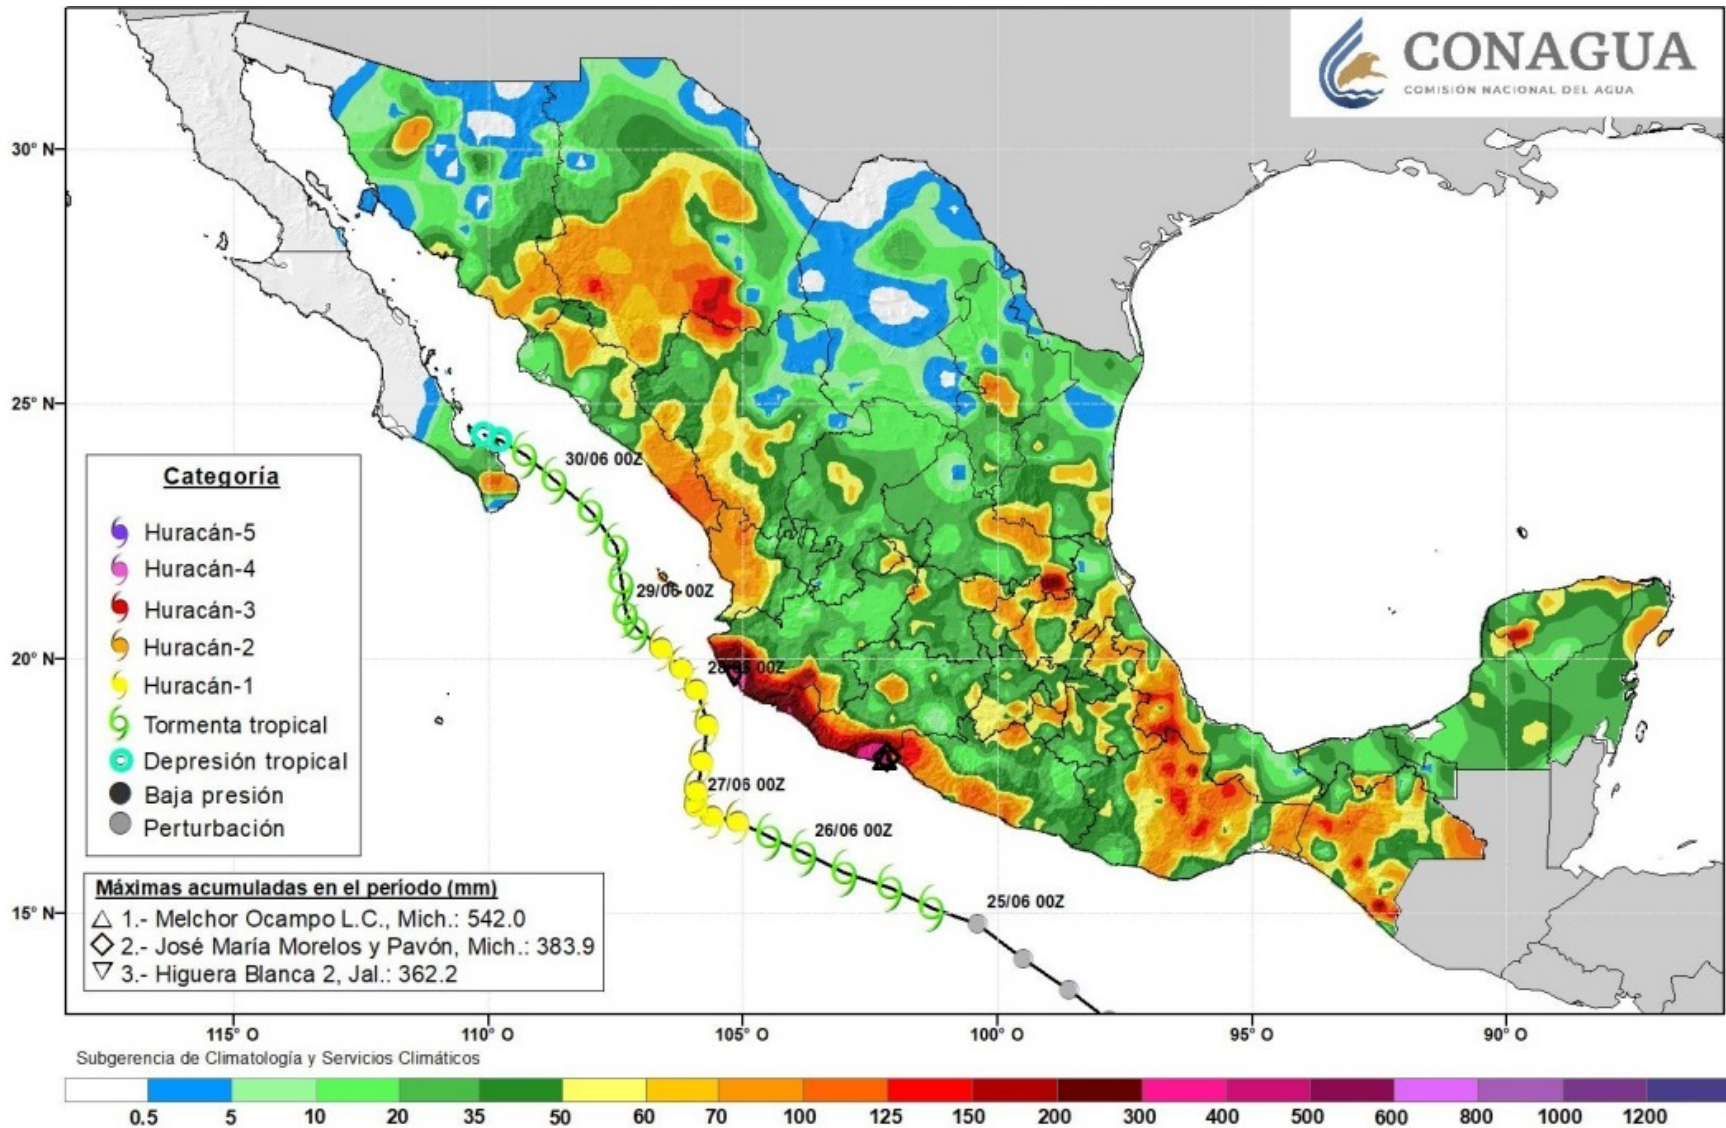 CONAGUA
COMISIÓN NACIONAL DEL AGUA
30° N
25° N
20° N
15° N
Categoría
Huracán-5
Huracán-4
Huracán-3
Huracán-2
Huracán-1
Tormenta tropical
Depresión tropical
Baja presión
Perturbación
30/06 00Z
29/06 00Z
28/06 00Z
27/06 00Z
26/06 00Z
25/06 00Z
Máximas acumuladas en el período (mm)
1.- Melchor Ocampo L.C., Mich.: 542.0
2.- José María Morelos y Pavón, Mich.: 383.9
3.- Higuera Blanca 2, Jal.: 362.2
115° O 110° O 105° O 100° O 95° O 90° O
Subgerencia de Climatología y Servicios Climáticos
0.5 5 10 20 35 50 60 70 100 125 150 200 300 400 500 600 800 1000 1200